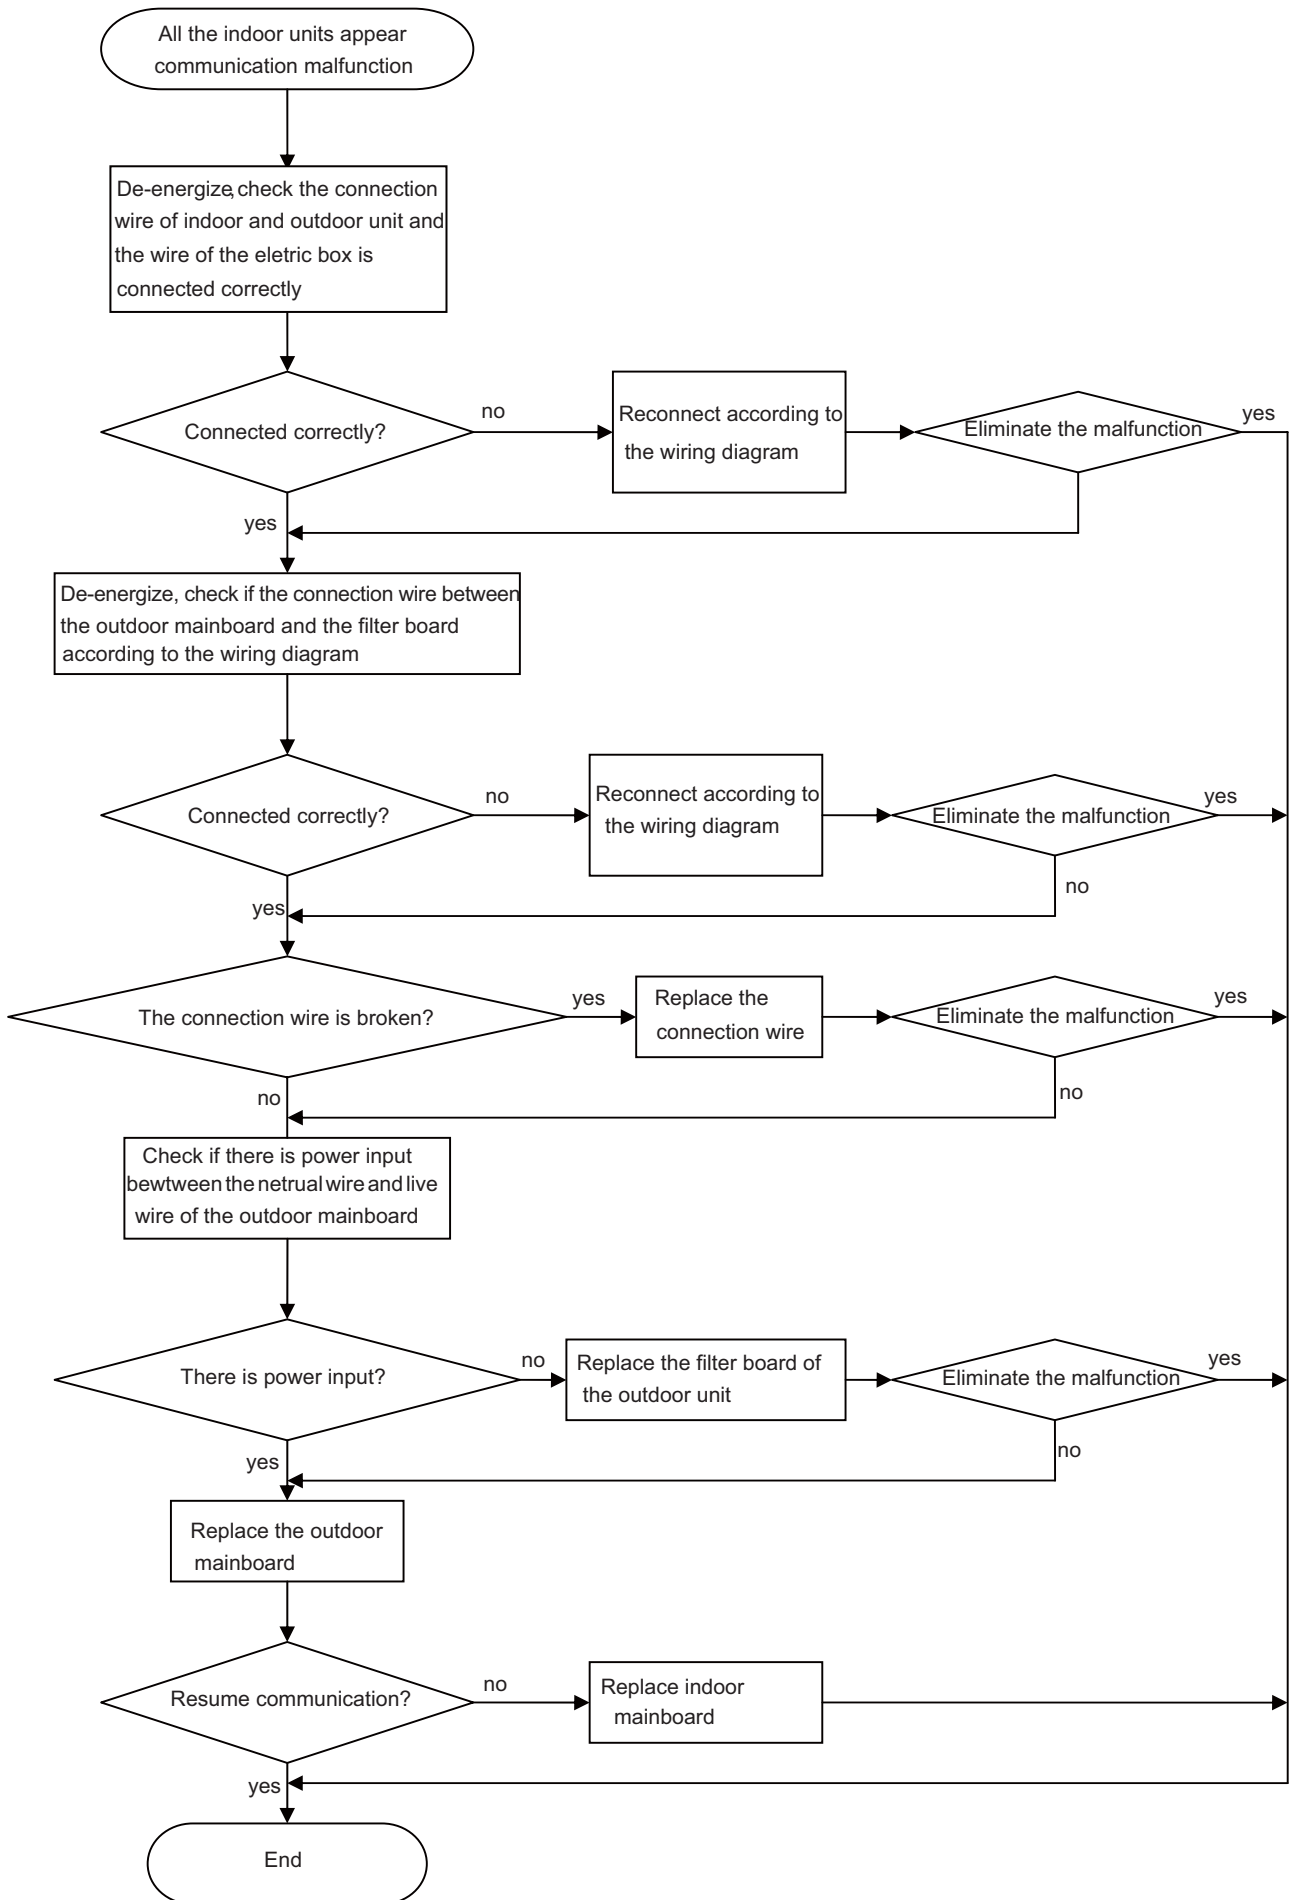 All the indoor units appear
communication malfunction
De-energize,check the connection
wire of indoor and outdoor unit and
the wire of the eletric box is
connected correctly
Connected correctly?
no
Reconnect according to
the wiring diagram
Eliminate the malfunction
yes
yes
De-energize, check if the connection wire between
the outdoor mainboard and the filter board
according to the wiring diagram
Connected correctly?
no
Reconnect according to
the wiring diagram
Eliminate the malfunction
yes
no
yes
The connection wire is broken?
yes
Replace the
connection wire
Eliminate the malfunction
yes
no
no
Check if there is power input
bewtween the netrual wire and live
wire of the outdoor mainboard
There is power input?
no
Replace the filter board of
the outdoor unit
Eliminate the malfunction
yes
no
yes
Replace the outdoor
mainboard
Resume communication?
no
Replace indoor
mainboard
yes
End